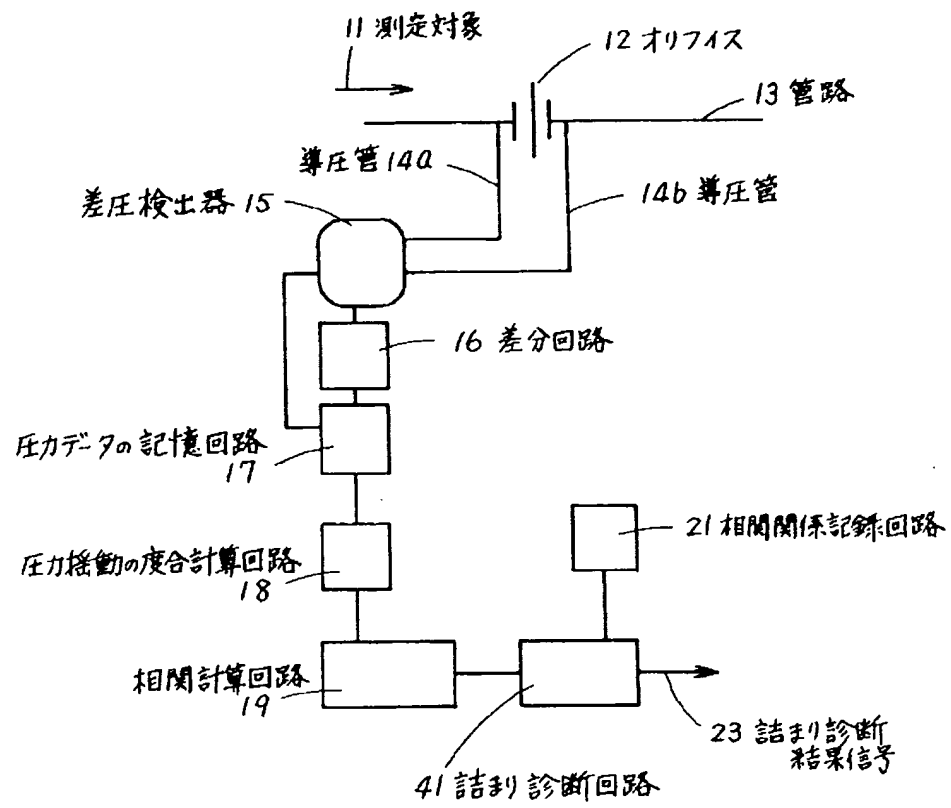 11 測定対象
12 オリフィス
13 管路
導圧管 14a
14b 導圧管
差圧検出器 15
16 差分回路
圧力データの記憶回路
17
21 相関関係記録回路
圧力揺動の度合計算回路
18
相関計算回路
19
23 詰まり診断
結果信号
41 詰まり診断回路